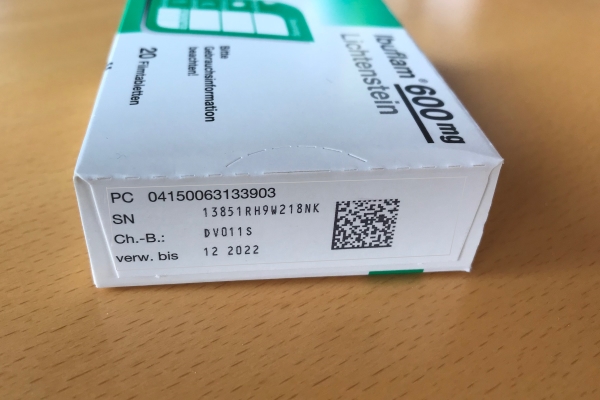 Ibuflam® 600 mg
Lichtenstein
Bitte
Gebrauchsinformation
beachten!
20 Filmtabletten
PC 04150063133903
SN 13851RH9W218NK
Ch.-B.: DV011S
verw. bis 12 2022